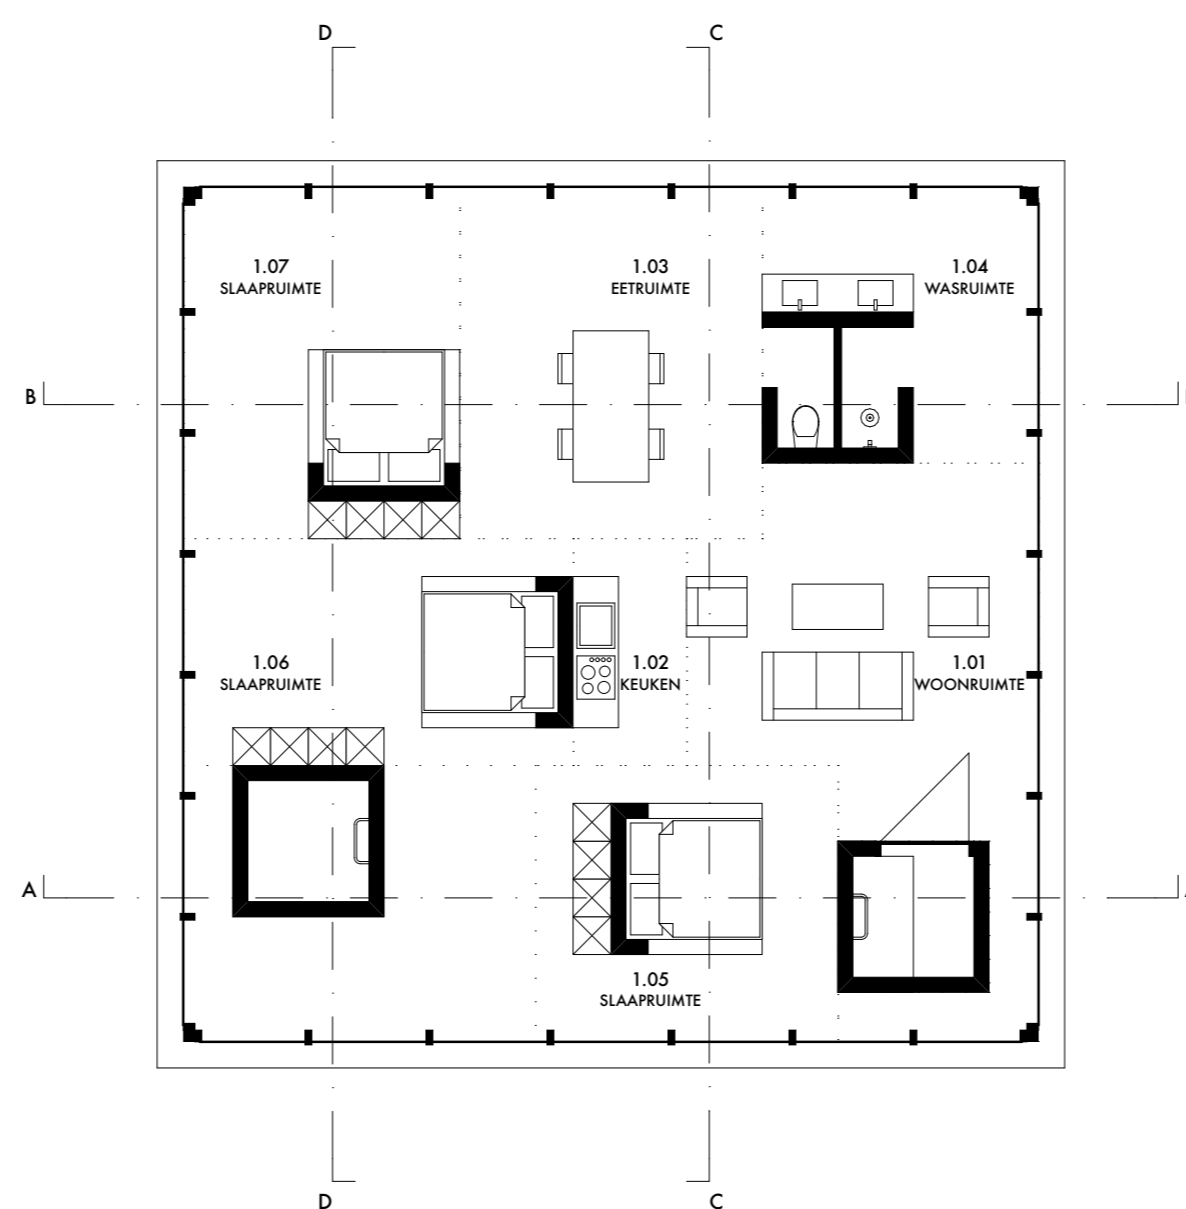 D
C
1.07
SLAAPRUIMTE
1.03
EETRUIMTE
1.04
WASRUIMTE
B
1.06
SLAAPRUIMTE
1.02
KEUKEN
1.01
WOONRUIMTE
A
1.05
SLAAPRUIMTE
D
C